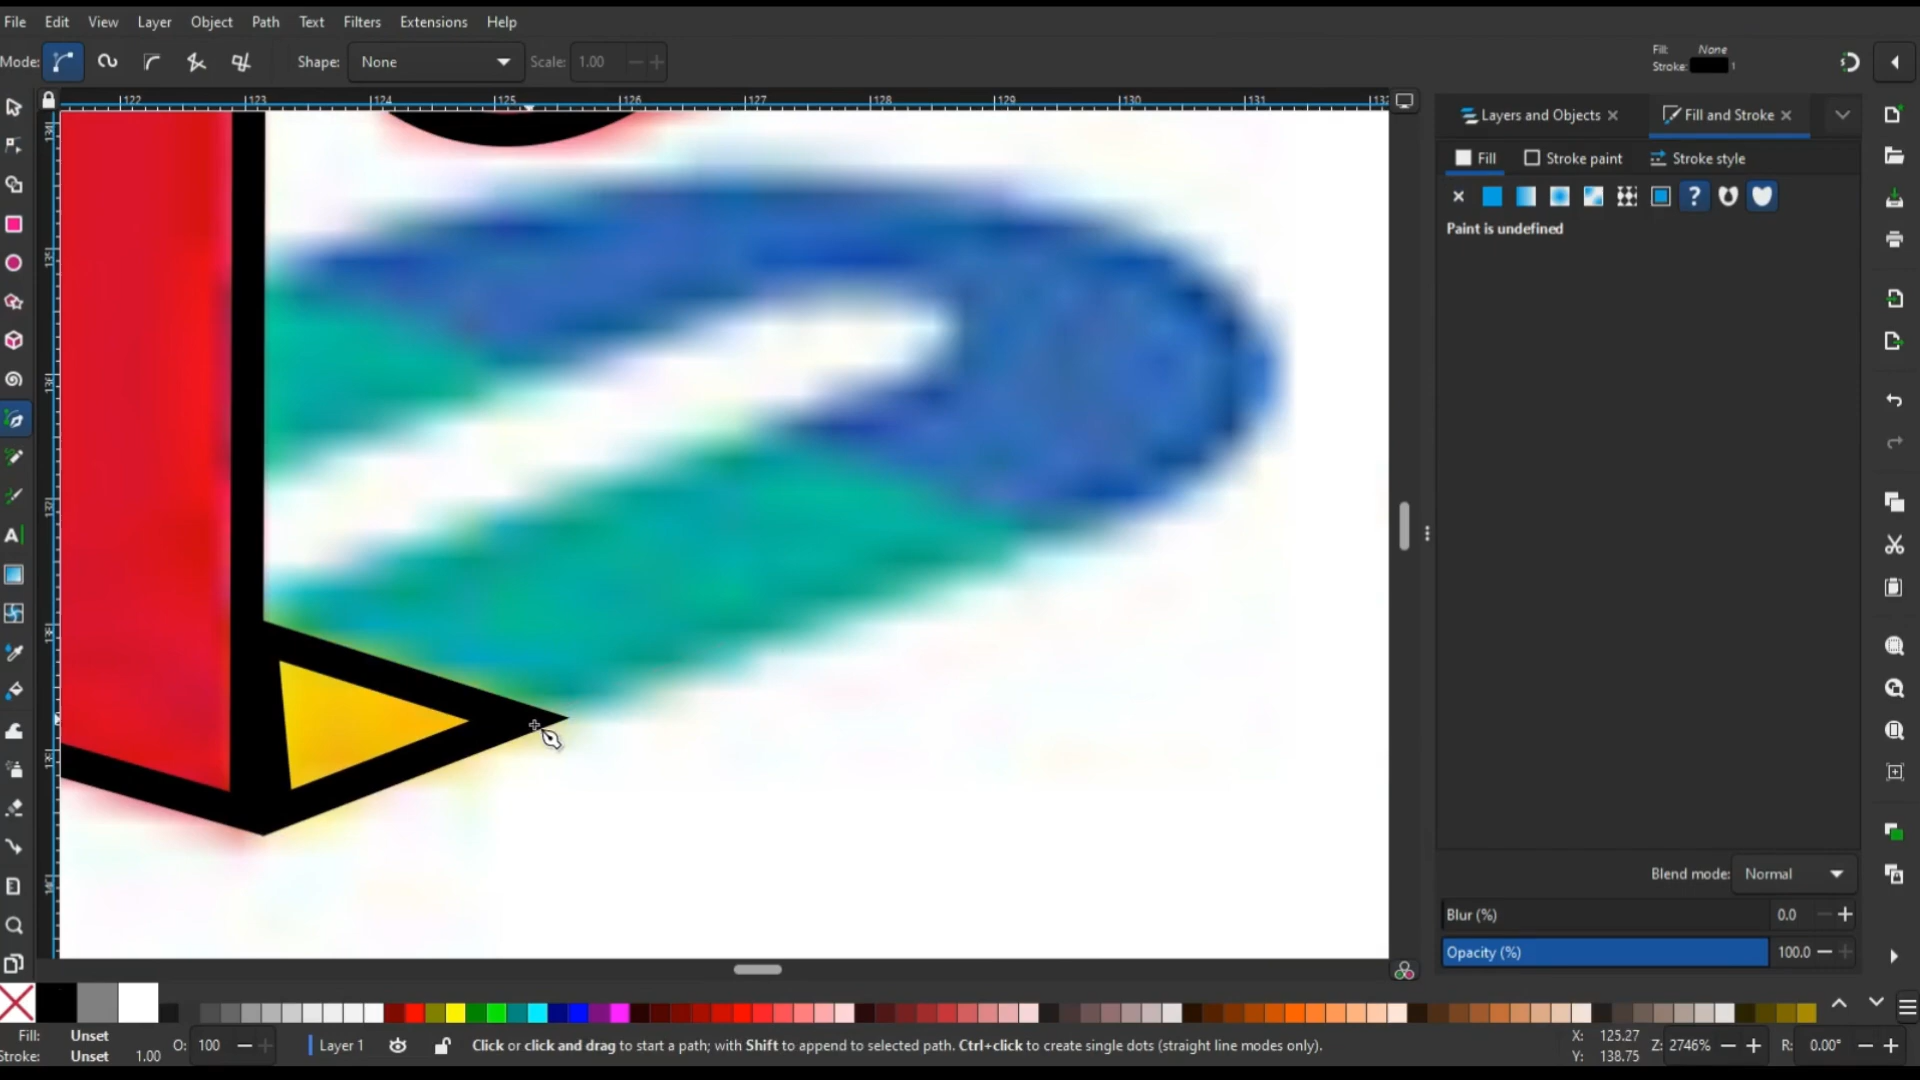 File Edit View Layer Object Path Text Filters Extensions Help
Mode: Shape: None Scale: 1.00 Fill: None
Stroke: 1
122 123 124 125 126 127 128 129 130 131 132
Layers and Objects Fill and Stroke
Fill Stroke paint Stroke style
?
Paint is undefined
Blend mode: Normal
Blur (%) 0.0
Opacity (%) 100.0
Fill: Unset O: 100 Layer 1 Click or click and drag to start a path; with Shift to append to selected path. Ctrl+click to create single dots (straight line modes only). X: 125.27 Z: 2746% R: 0.00°
Stroke: Unset 1.00 Y: 138.75